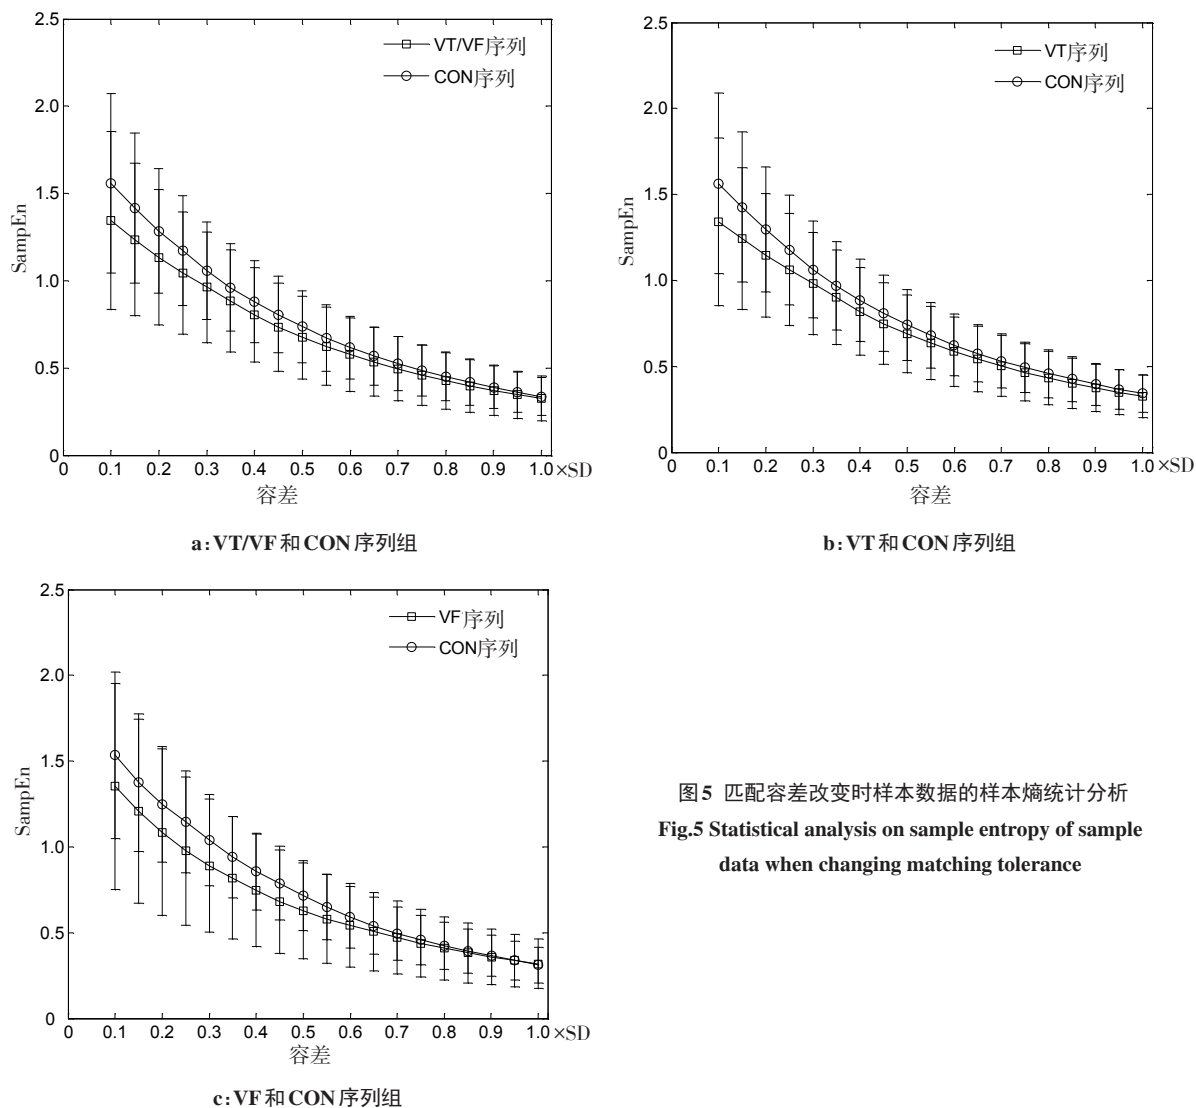 2.5
2.0
1.5
1.0
0.5
0
SampEn
VT/VF序列
CON序列
0 0.1 0.2 0.3 0.4 0.5 0.6 0.7 0.8 0.9 1.0 ×SD
容差
a:VT/VF和CON序列组
2.5
2.0
1.5
1.0
0.5
0
SampEn
VT序列
CON序列
0 0.1 0.2 0.3 0.4 0.5 0.6 0.7 0.8 0.9 1.0 ×SD
容差
b:VT和CON序列组
2.5
2.0
1.5
1.0
0.5
0
SampEn
VF序列
CON序列
0 0.1 0.2 0.3 0.4 0.5 0.6 0.7 0.8 0.9 1.0 ×SD
容差
c:VF和CON序列组
图5 匹配容差改变时样本数据的样本熵统计分析
Fig.5 Statistical analysis on sample entropy of sample
data when changing matching tolerance